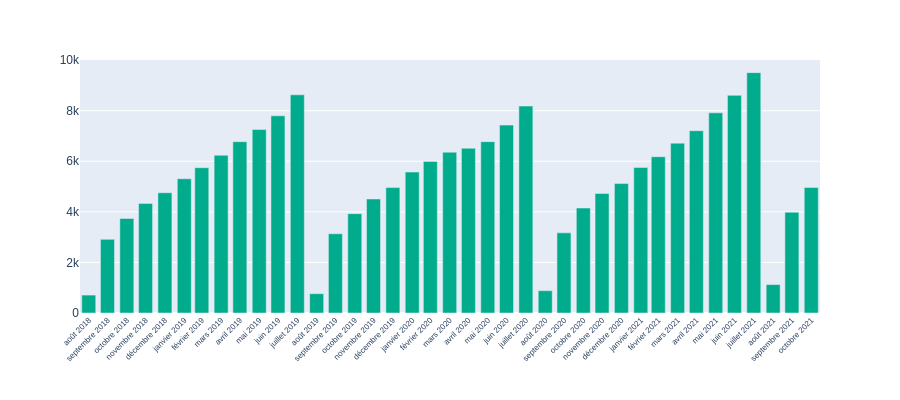 10k
8k
6k
4k
2k
0
août 2018
septembre 2018
octobre 2018
novembre 2018
décembre 2018
janvier 2019
février 2019
mars 2019
avril 2019
mai 2019
juin 2019
juillet 2019
août 2019
septembre 2019
octobre 2019
novembre 2019
décembre 2019
janvier 2020
février 2020
mars 2020
avril 2020
mai 2020
juin 2020
juillet 2020
août 2020
septembre 2020
octobre 2020
novembre 2020
décembre 2020
janvier 2021
février 2021
mars 2021
avril 2021
mai 2021
juin 2021
juillet 2021
août 2021
septembre 2021
octobre 2021